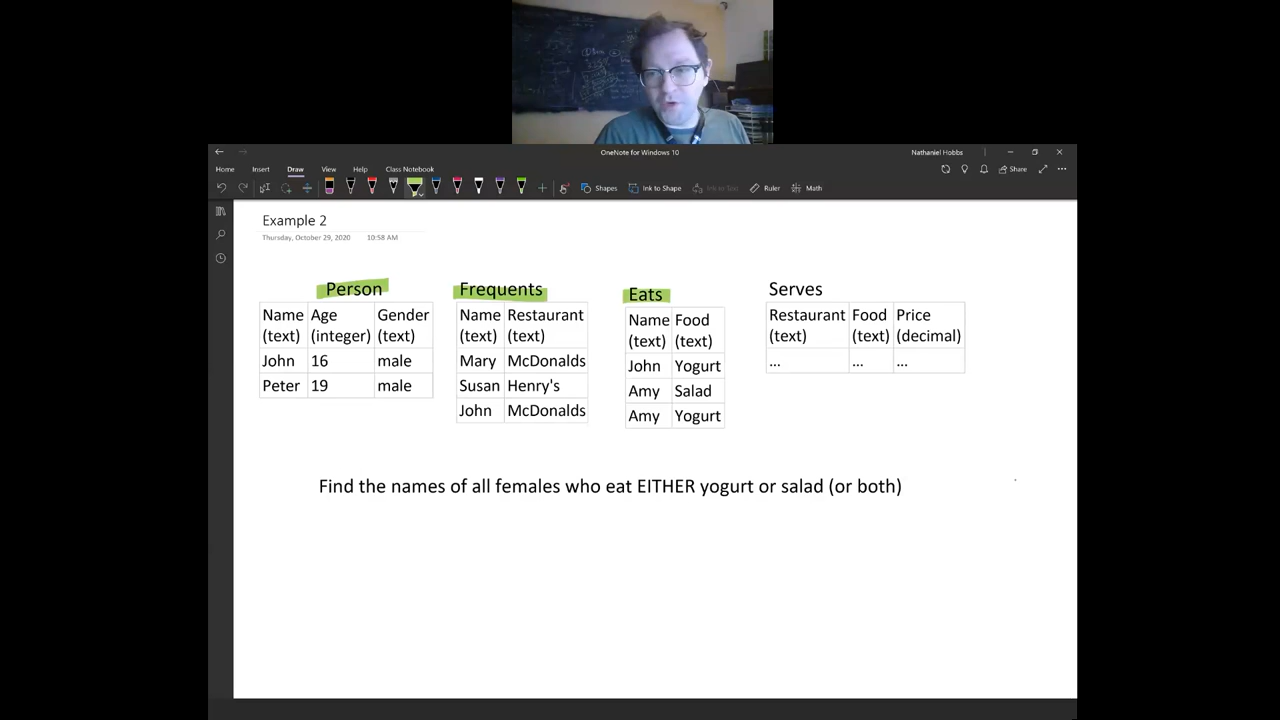 OneNote for Windows 10
Nathaniel Hobbs
Home Insert Draw View Help Class Notebook
Share
Shapes Ink to Shape Ink to Text Ruler Math
Example 2
Thursday, October 29, 2020 10:58 AM
Person
Name Age Gender
(text) (integer) (text)
John 16 male
Peter 19 male
Frequents
Name Restaurant
(text) (text)
Mary McDonalds
Susan Henry's
John McDonalds
Eats
Name Food
(text) (text)
John Yogurt
Amy Salad
Amy Yogurt
Serves
Restaurant Food Price
(text) (text) (decimal)
... ... ...
Find the names of all females who eat EITHER yogurt or salad (or both)